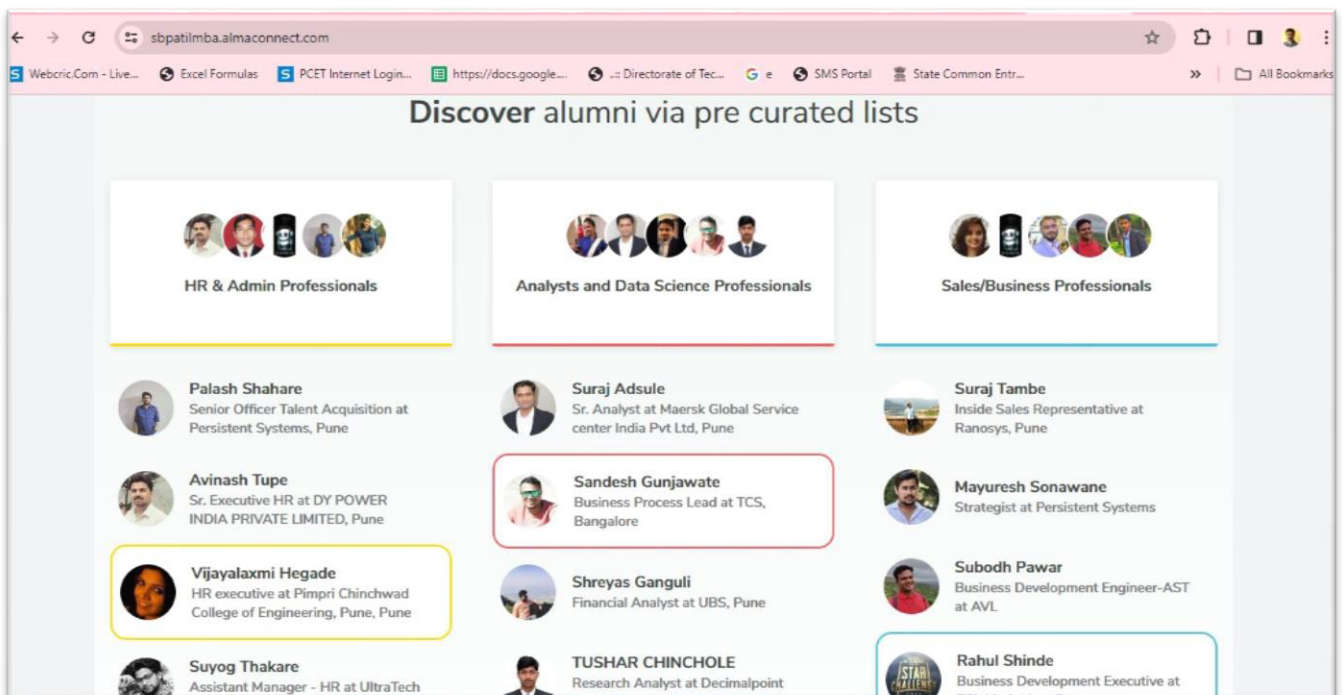 sbpatilmba.almaconnect.com
Webcric.Com - Live...
Excel Formulas
PCET Internet Login...
https://docs.google....
..:: Directorate of Tec...
G e
SMS Portal
State Common Entr...
»
All Bookmarks
Discover alumni via pre curated lists
HR & Admin Professionals
Palash Shahare
Senior Officer Talent Acquisition at
Persistent Systems, Pune
Avinash Tupe
Sr. Executive HR at DY POWER
INDIA PRIVATE LIMITED, Pune
Vijayalaxmi Hegade
HR executive at Pimpri Chinchwad
College of Engineering, Pune, Pune
Suyog Thakare
Assistant Manager - HR at UltraTech
Analysts and Data Science Professionals
Suraj Adsule
Sr. Analyst at Maersk Global Service
center India Pvt Ltd, Pune
Sandesh Gunjawate
Business Process Lead at TCS,
Bangalore
Shreyas Ganguli
Financial Analyst at UBS, Pune
TUSHAR CHINCHOLE
Research Analyst at Decimalpoint
Sales/Business Professionals
Suraj Tambe
Inside Sales Representative at
Ranosys, Pune
Mayuresh Sonawane
Strategist at Persistent Systems
Subodh Pawar
Business Development Engineer-AST
at AVL
Rahul Shinde
Business Development Executive at